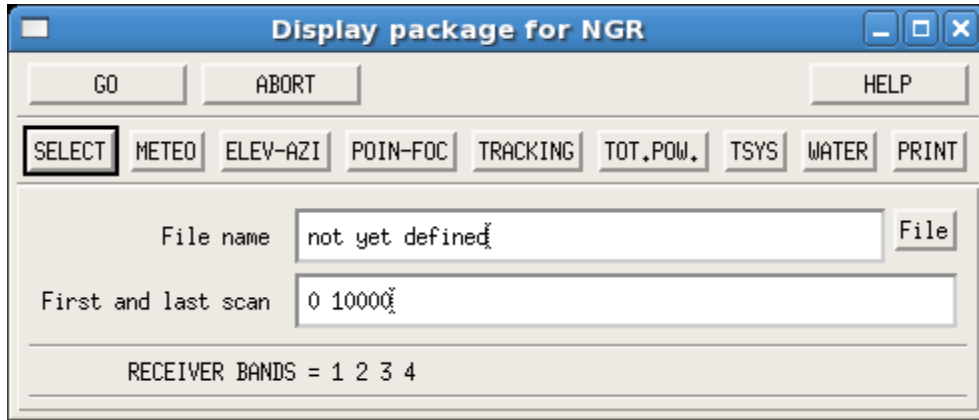 Display package for NGR
GO ABORT HELP
SELECT METEO ELEV-AZI POIN-FOC TRACKING TOT.POW. TSYS WATER PRINT
File name not yet defined File
First and last scan 0 10000
RECEIVER BANDS = 1 2 3 4